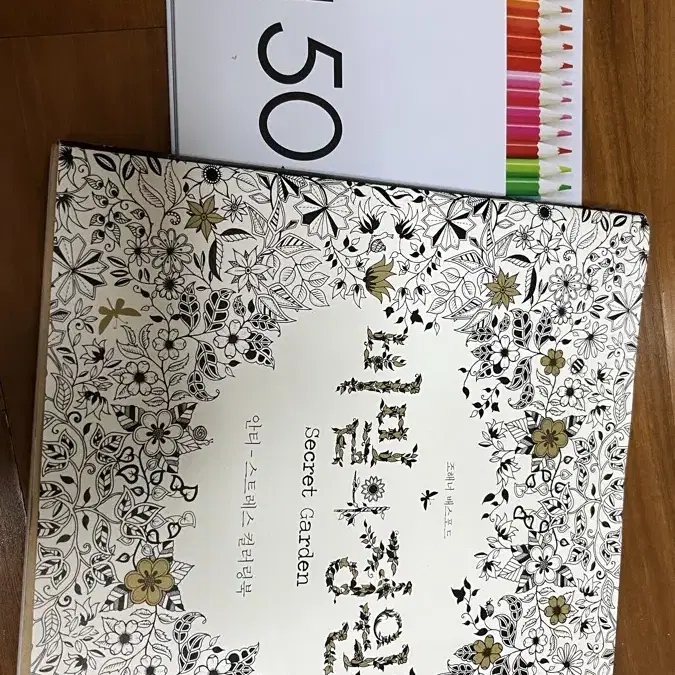 50
조해너 배스포드
비밀의 정원
Secret Garden
안티-스트레스 컬러링북